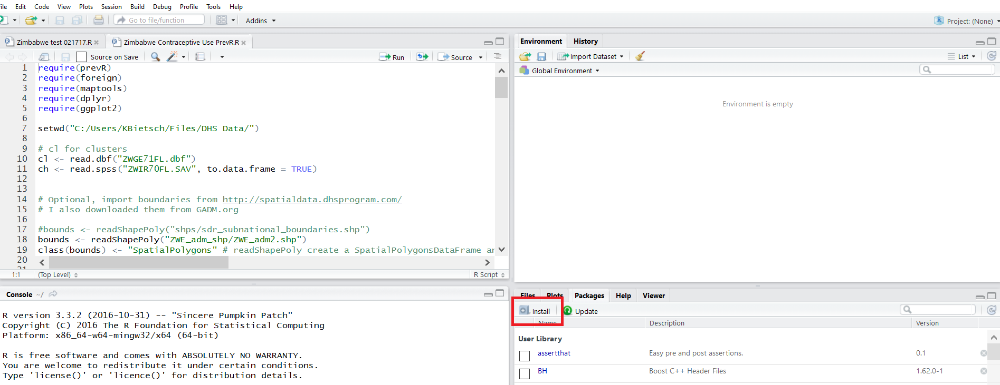 File Edit Code View Plots Session Build Debug Profile Tools Help
Go to file/function Addins Project: (None)
Zimbabwe test 021717.R Zimbabwe Contraceptive Use PrevR.R
Source on Save Run Source
1 require(prevR)
2 require(foreign)
3 require(maptools)
4 require(dplyr)
5 require(ggplot2)
6
7 setwd("C:/Users/KBietsch/Files/DHS Data/")
8
9 # cl for clusters
10 cl <- read.dbf("ZWGE71FL.dbf")
11 ch <- read.spss("ZWIR70FL.SAV", to.data.frame = TRUE)
12
13
14 # Optional, import boundaries from http://spatialdata.dhsprogram.com/
15 # I also downloaded them from GADM.org
16
17 #bounds <- readShapePoly("shps/sdr_subnational_boundaries.shp")
18 bounds <- readShapePoly("ZWE_adm_shp/ZWE_adm2.shp")
19 class(bounds) <- "SpatialPolygons" # readShapePoly create a SpatialPolygonsDataFrame
20
21
1:1 (Top Level) R Script
Console ~/
R version 3.3.2 (2016-10-31) -- "Sincere Pumpkin Patch"
Copyright (C) 2016 The R Foundation for Statistical Computing
Platform: x86_64-w64-mingw32/x64 (64-bit)
R is free software and comes with ABSOLUTELY NO WARRANTY.
You are welcome to redistribute it under certain conditions.
Type 'license()' or 'licence()' for distribution details.
Environment History
Import Dataset List
Global Environment
Environment is empty
Files Plots Packages Help Viewer
Install Update
Name Description Version
User Library
assertthat Easy pre and post assertions. 0.1
BH Boost C++ Header Files 1.62.0-1